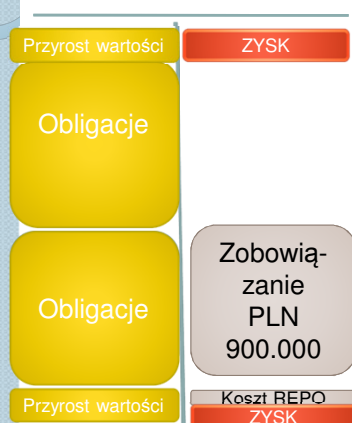 Przyrost wartości
ZYSK
Obligacje
Obligacje
Zobowią-
zanie
PLN
900.000
Przyrost wartości
Koszt REPO
ZYSK